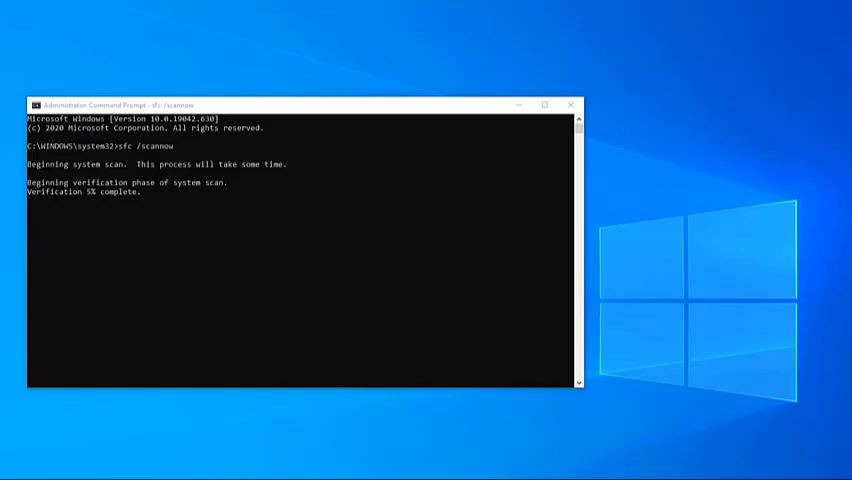 Administrator: Command Prompt - sfc /scannow
Microsoft Windows [Version 10.0.19042.630]
(c) 2020 Microsoft Corporation. All rights reserved.
C:\WINDOWS\system32>sfc /scannow
Beginning system scan.  This process will take some time.
Beginning verification phase of system scan.
Verification 5% complete.